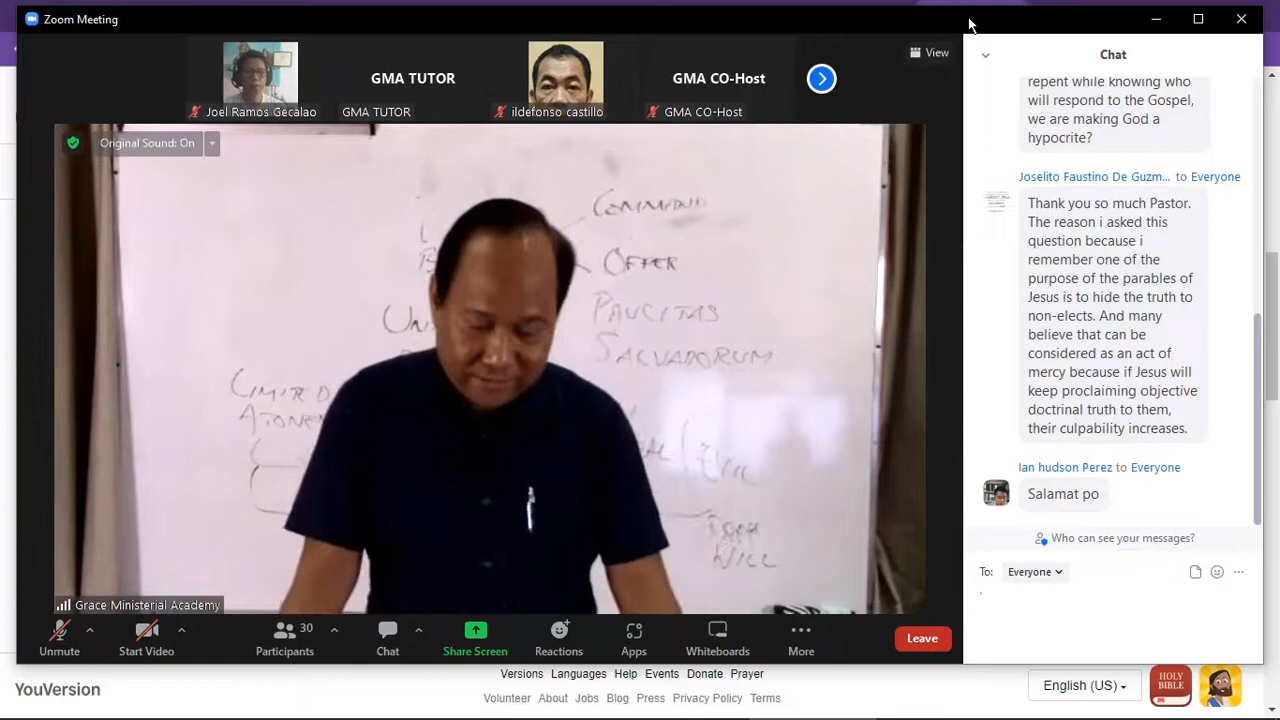 Zoom Meeting
Joel Ramos Gecalao
GMA TUTOR
GMA TUTOR
ildefonso castillo
GMA CO-Host
GMA CO-Host
View
Original Sound: On
COMMAND
OFFER
PAUCITAS
SALVADORUM
LIMITED
WILL
Grace Ministerial Academy
Chat
repent while knowing who
will respond to the Gospel,
we are making God a
hypocrite?
Joselito Faustino De Guzm... to Everyone
Thank you so much Pastor.
The reason i asked this
question because i
remember one of the
purpose of the parables of
Jesus is to hide the truth to
non-elects. And many
believe that can be
considered as an act of
mercy because if Jesus will
keep proclaiming objective
doctrinal truth to them,
their culpability increases.
Ian hudson Perez to Everyone
Salamat po
Who can see your messages?
To: Everyone
`
Unmute
Start Video
30
Participants
Chat
Share Screen
Reactions
Apps
Whiteboards
More
Leave
YouVersion
Versions Languages Help Events Donate Prayer
Volunteer About Jobs Blog Press Privacy Policy Terms
English (US)
HOLY
BIBLE